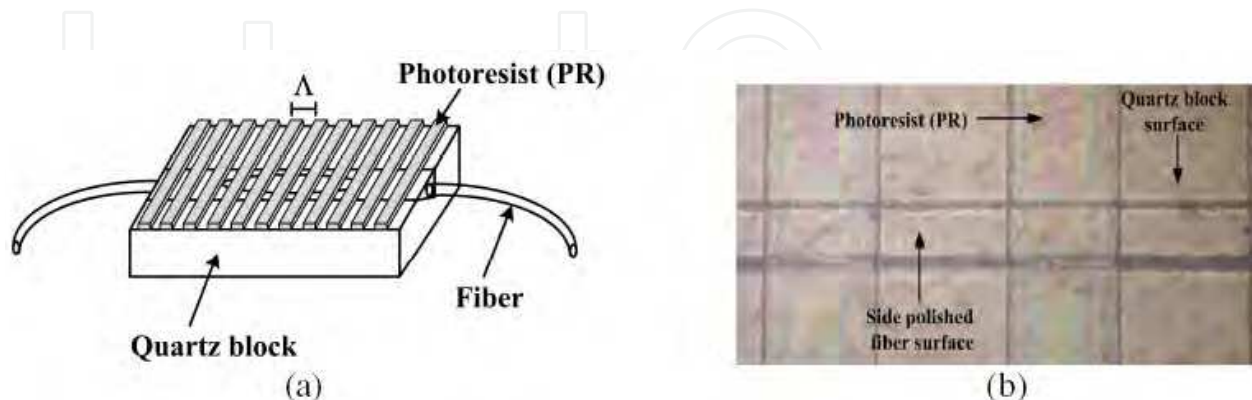 Λ
Photoresist (PR)
Fiber
Quartz block
(a)
Quartz block
surface
Photoresist (PR)
Side polished
fiber surface
(b)